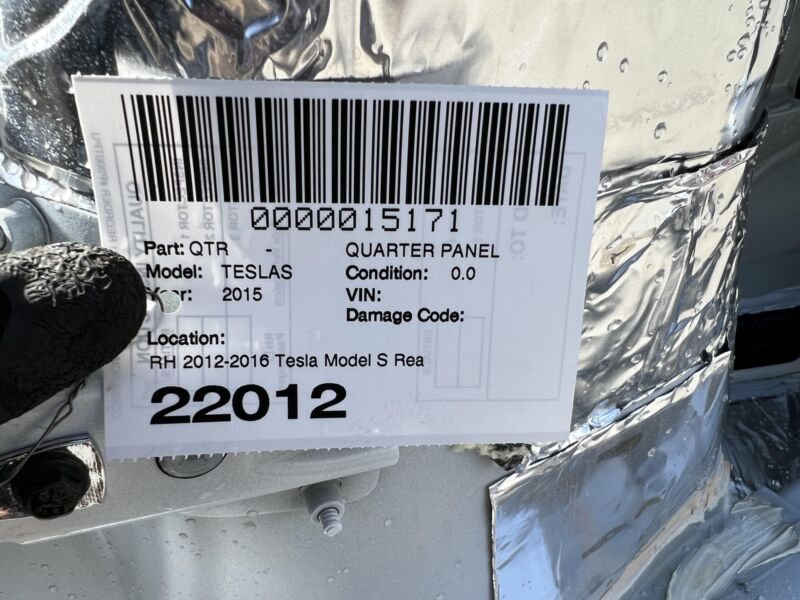 0000015171
Part: QTR - QUARTER PANEL
Model: TESLAS Condition: 0.0
Year: 2015 VIN:
Damage Code:
Location:
RH 2012-2016 Tesla Model S Rea
22012